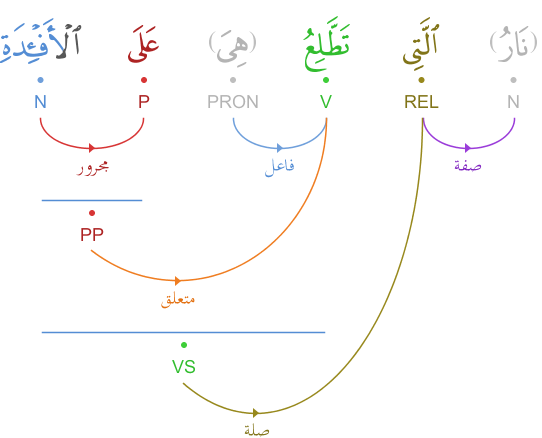 (نَارُ) ٱلَّتِى تَطَّلِعُ (هِىَ) عَلَى ٱلْأَفْـِٔدَةِ
N REL V PRON P N
صفة فاعل مجرور
PP
متعلق
VS
صلة